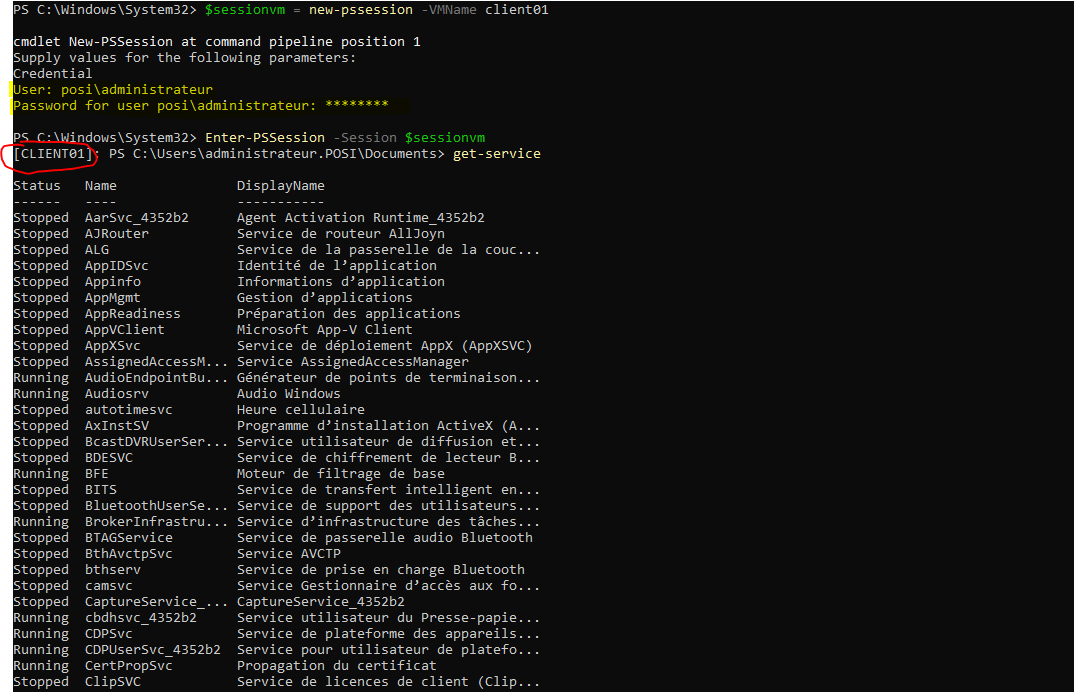 PS C:\Windows\System32> $sessionvm = new-pssession -VMName client01
cmdlet New-PSSession at command pipeline position 1
Supply values for the following parameters:
Credential
User: posi\administrateur
Password for user posi\administrateur: ********
PS C:\Windows\System32> Enter-PSSession -Session $sessionvm
[CLIENT01]: PS C:\Users\administrateur.POSI\Documents> get-service
Status Name DisplayName
------ ---- -----------
Stopped AarSvc_4352b2 Agent Activation Runtime_4352b2
Stopped AJRouter Service de routeur AllJoyn
Stopped ALG Service de la passerelle de la couc...
Stopped AppIDSvc Identité de l’application
Stopped Appinfo Informations d’application
Stopped AppMgmt Gestion d’applications
Stopped AppReadiness Préparation des applications
Stopped AppVClient Microsoft App-V Client
Stopped AppXSvc Service de déploiement AppX (AppXSVC)
Stopped AssignedAccessM... Service AssignedAccessManager
Running AudioEndpointBu... Générateur de points de terminaison...
Running Audiosrv Audio Windows
Stopped autotimesvc Heure cellulaire
Stopped AxInstSV Programme d’installation ActiveX (A...
Stopped BcastDVRUserSer... Service utilisateur de diffusion et...
Stopped BDESVC Service de chiffrement de lecteur B...
Running BFE Moteur de filtrage de base
Stopped BITS Service de transfert intelligent en...
Stopped BluetoothUserSe... Service de support des utilisateurs...
Running BrokerInfrastru... Service d’infrastructure des tâches...
Stopped BTAGService Service de passerelle audio Bluetooth
Stopped BthAvctpSvc Service AVCTP
Stopped bthserv Service de prise en charge Bluetooth
Stopped camsvc Service Gestionnaire d’accès aux fo...
Stopped CaptureService_... CaptureService_4352b2
Running cbdhsvc_4352b2 Service utilisateur du Presse-papie...
Running CDPSvc Service de plateforme des appareils...
Running CDPUserSvc_4352b2 Service pour utilisateur de platefo...
Running CertPropSvc Propagation du certificat
Stopped ClipSVC Service de licences de client (Clip...